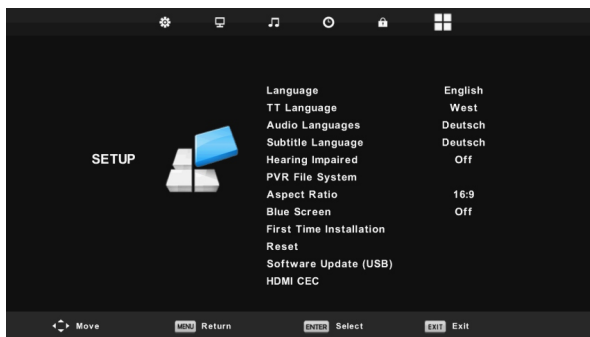 Language English
TT Language West
Audio Languages Deutsch
Subtitle Language Deutsch
SETUP
Hearing Impaired Off
PVR File System
Aspect Ratio 16:9
Blue Screen Off
First Time Installation
Reset
Software Update (USB)
HDMI CEC
Move MENU Return ENTER Select EXIT Exit